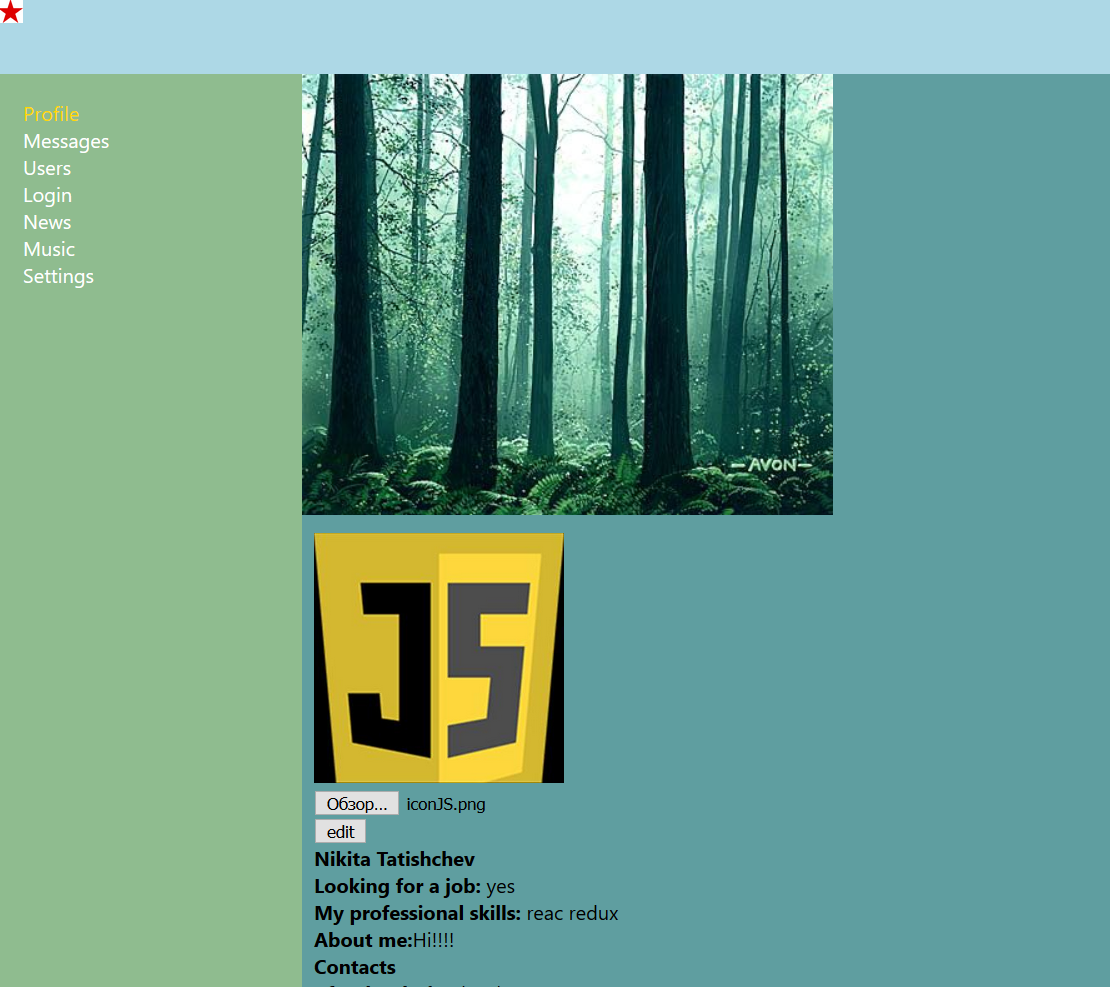 Profile
Messages
Users
Login
News
Music
Settings
—AVON—
JS
Обзор... iconJS.png
edit
Nikita Tatishchev
Looking for a job: yes
My professional skills: reac redux
About me:Hi!!!!
Contacts